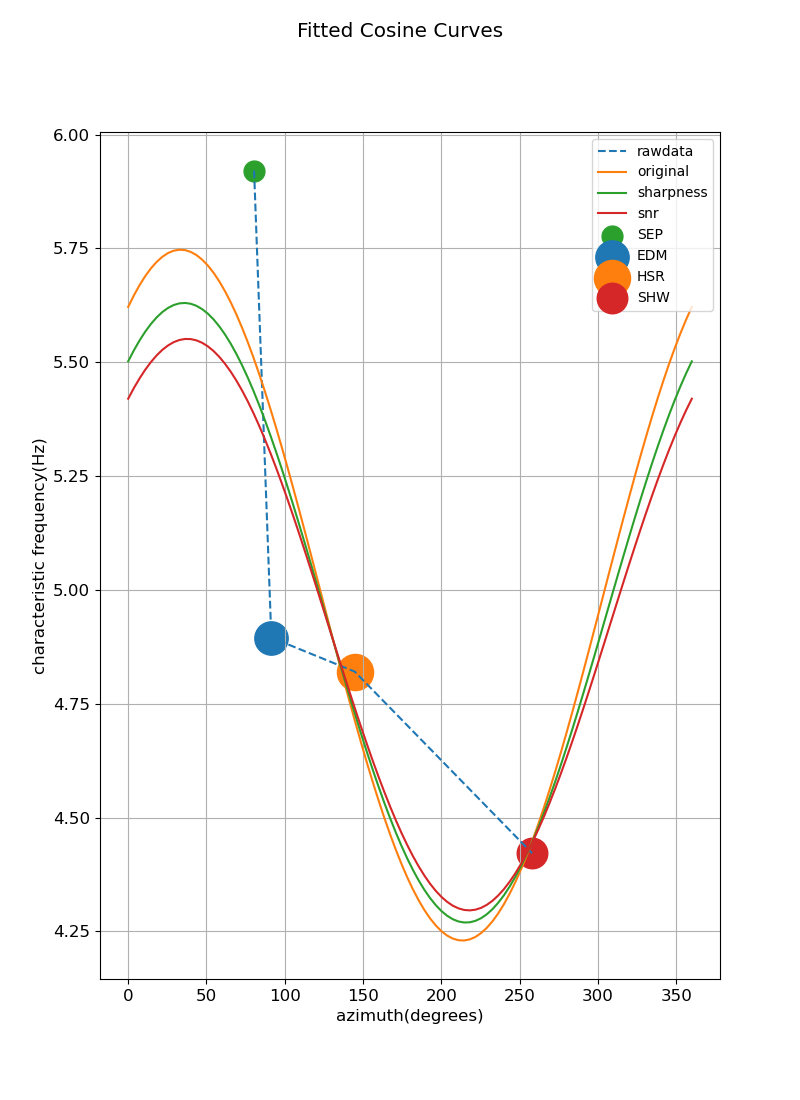 Fitted Cosine Curves
6.00
5.75
5.50
5.25
5.00
4.75
4.50
4.25
characteristic frequency(Hz)
rawdata
original
sharpness
snr
SEP
EDM
HSR
SHW
0 50 100 150 200 250 300 350
azimuth(degrees)